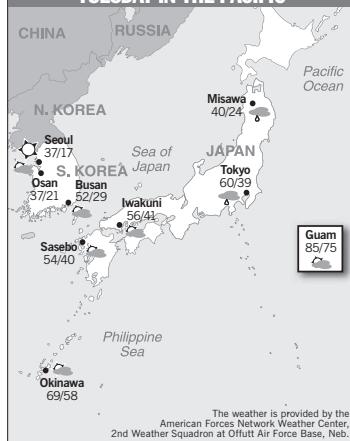 TUESDAY IN THE PACIFIC
CHINA
RUSSIA
Pacific
Ocean
N. KOREA
Misawa
40/24
Seoul
37/17
Sea of
Japan
JAPAN
S. KOREA
Tokyo
60/39
Osan
37/21
Busan
52/29
Iwakuni
56/41
Guam
85/75
Sasebo
54/40
Philippine
Sea
Okinawa
69/58
The weather is provided by the
American Forces Network Weather Center,
2nd Weather Squadron at Offutt Air Force Base, Neb.